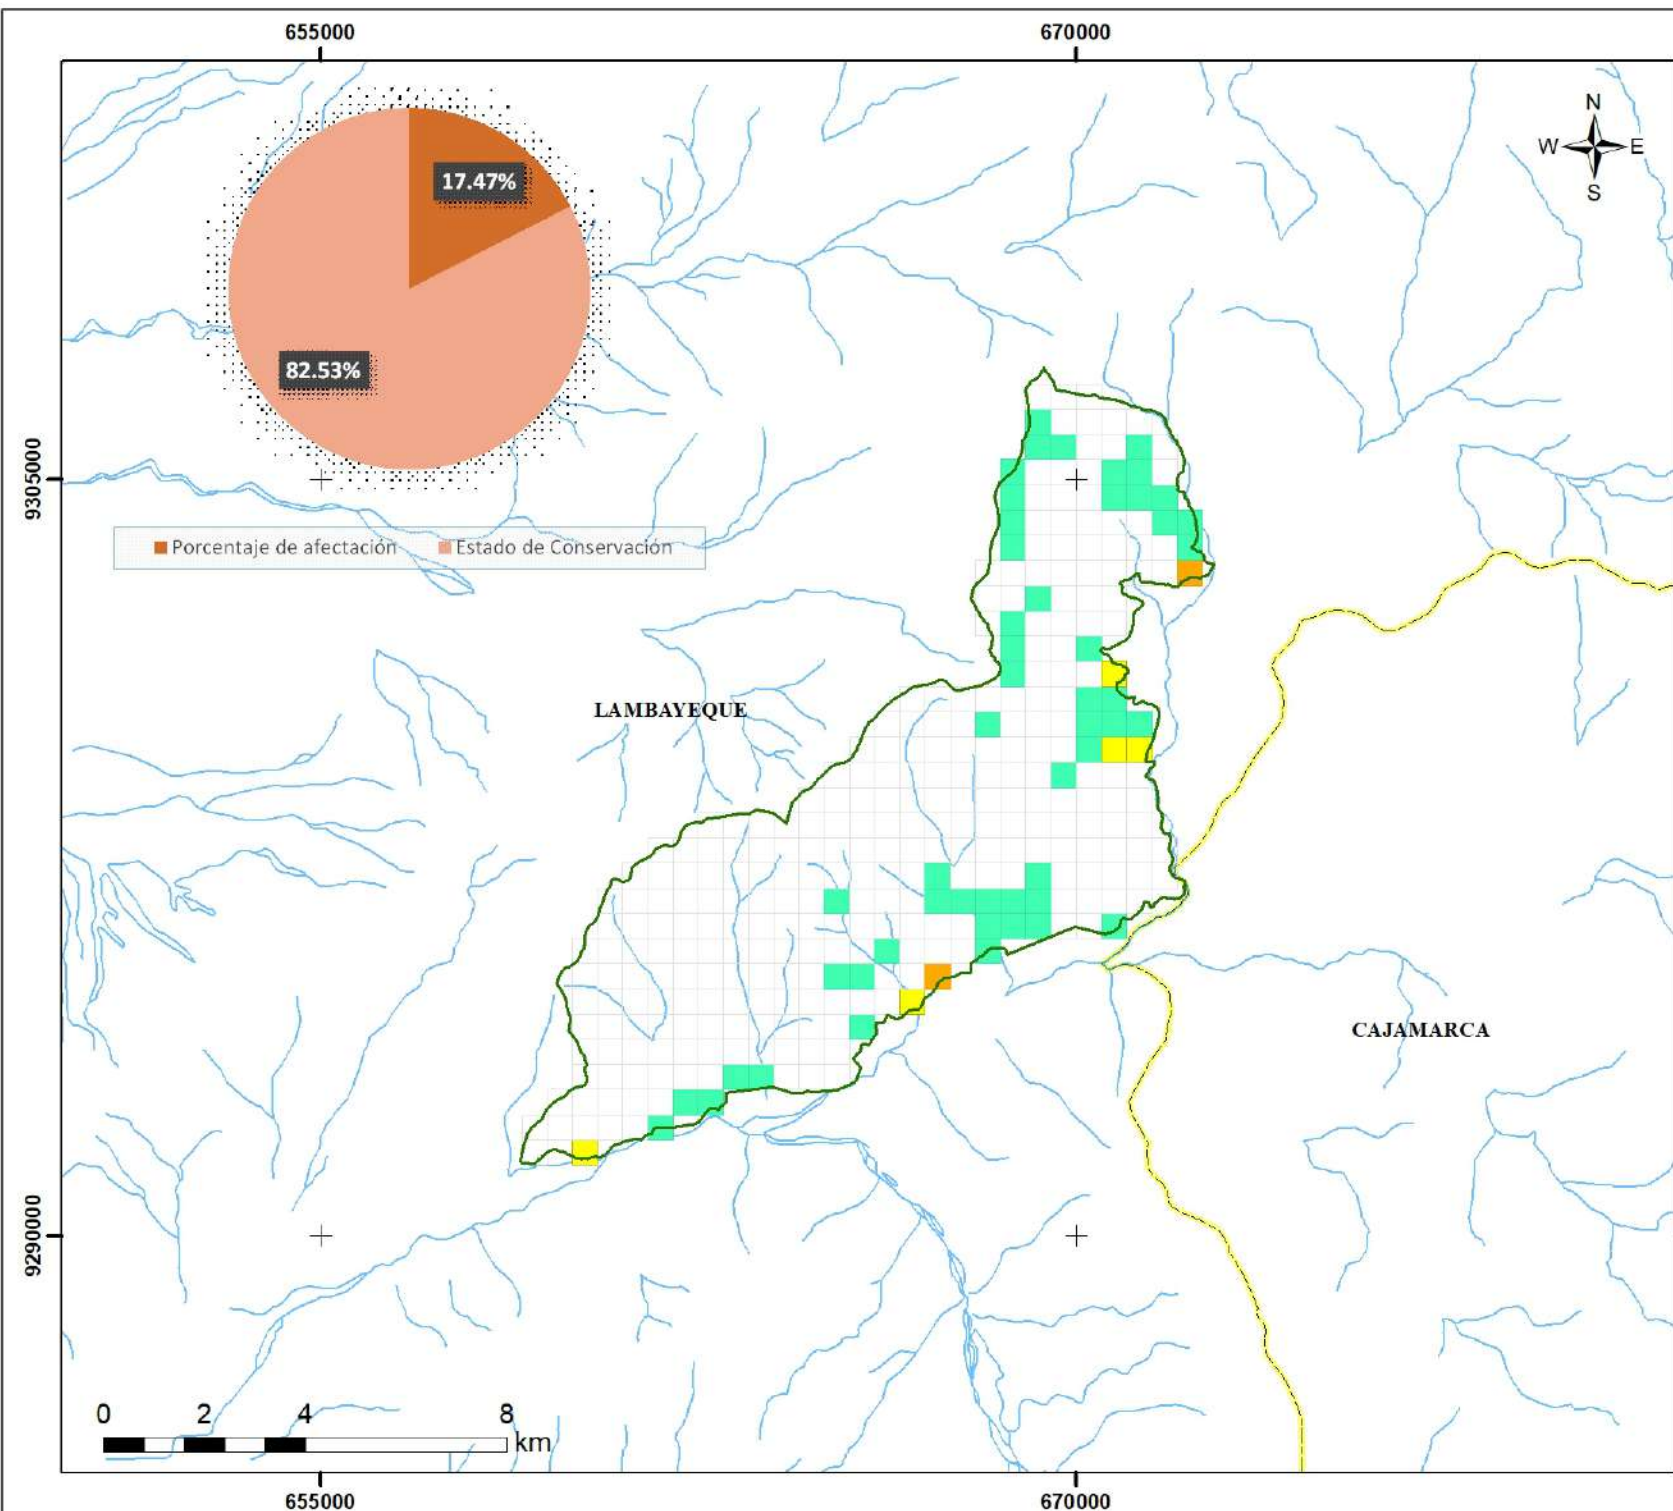 655000
670000
N
W E
S
17.47%
82.53%
9305000
Porcentaje de afectación Estado de Conservación
LAMBAYEQUE
CAJAMARCA
9290000
0 2 4 8
km
655000
670000